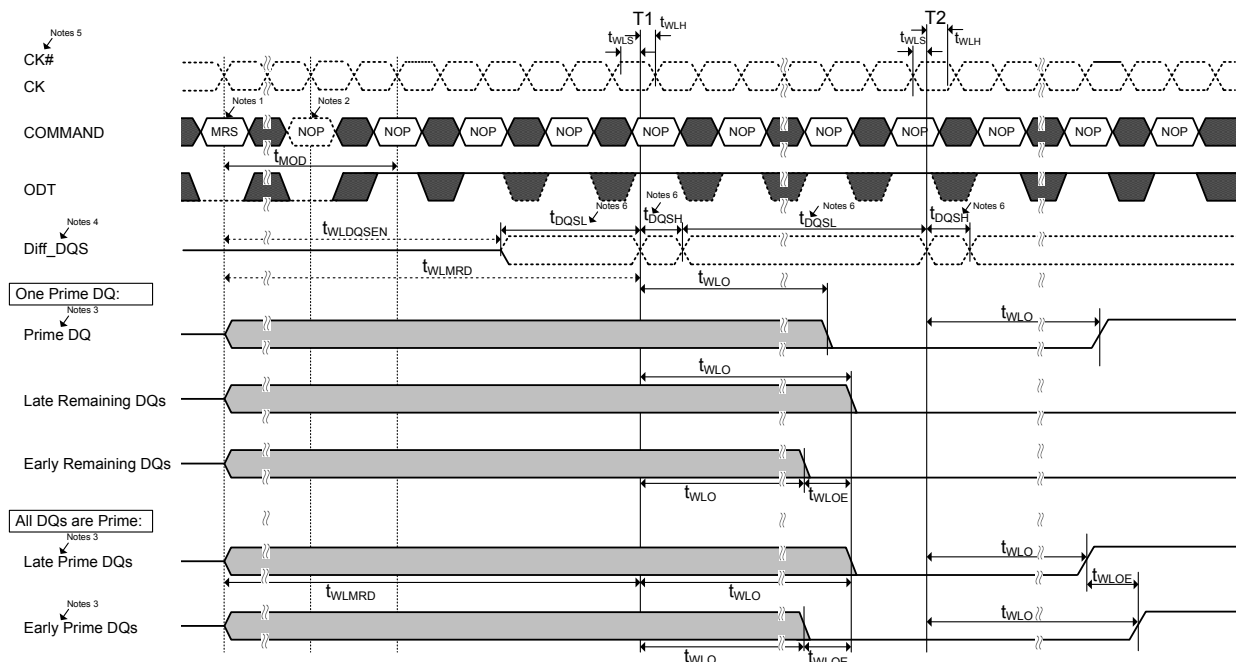 T1 T2
Notes 5
CK#
CK
tWLS tWLH tWLS tWLH
Notes 1 Notes 2
COMMAND MRS NOP NOP NOP NOP NOP NOP NOP NOP NOP NOP NOP
tMOD
ODT
Notes 6 Notes 6 Notes 6 Notes 6
tDQSL tDQSH tDQSL tDQSH
Notes 4
Diff_DQS
tWLDQSEN
tWLMRD
tWLO
One Prime DQ:
Notes 3
Prime DQ
tWLO
tWLO
Late Remaining DQs
Early Remaining DQs
tWLO tWLOE
All DQs are Prime:
Notes 3
Late Prime DQs
tWLO
tWLMRD tWLO tWLOE
Notes 3
Early Prime DQs
tWLO
tWLO tWLOE